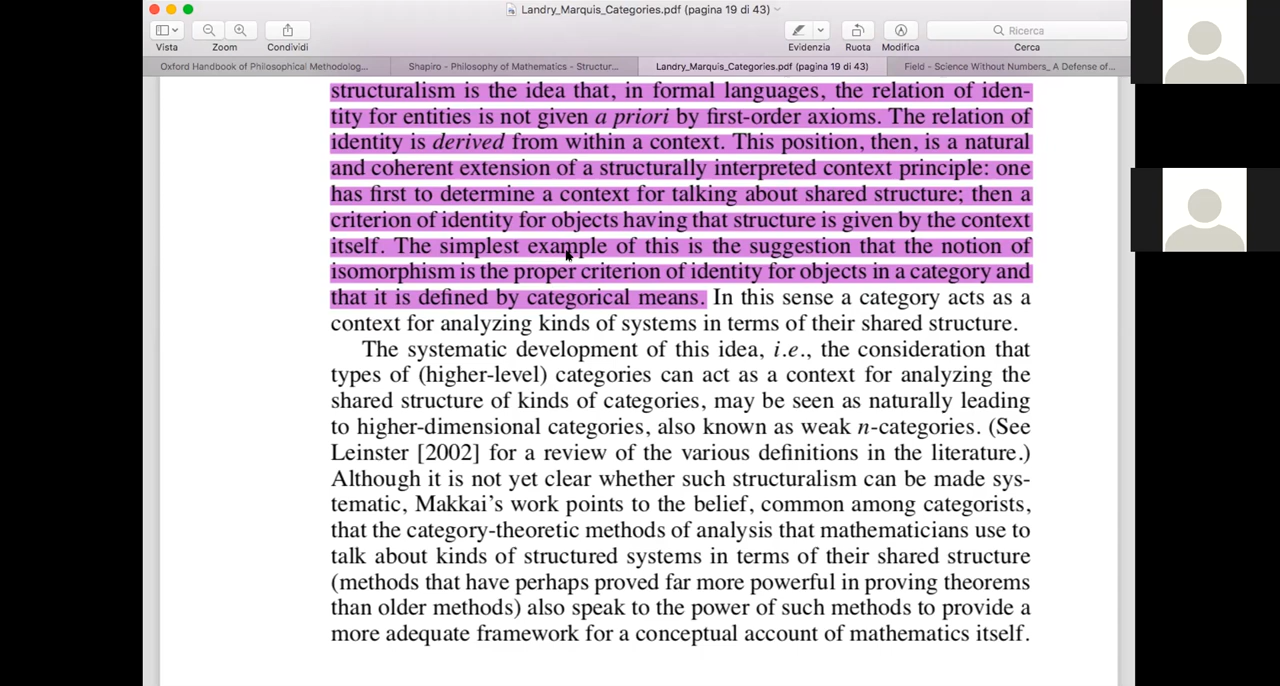 Landry_Marquis_Categories.pdf (pagina 19 di 43)
Vista
Zoom
Condividi
Evidenzia
Ruota
Modifica
Ricerca
Cerca
Oxford Handbook of Philosophical Methodolog...
Shapiro - Philosophy of Mathematics - Structur...
Landry_Marquis_Categories.pdf (pagina 19 di 43)
Field - Science Without Numbers_ A Defense of...
structuralism is the idea that, in formal languages, the relation of iden-
tity for entities is not given a priori by first-order axioms. The relation of
identity is derived from within a context. This position, then, is a natural
and coherent extension of a structurally interpreted context principle: one
has first to determine a context for talking about shared structure; then a
criterion of identity for objects having that structure is given by the context
itself. The simplest example of this is the suggestion that the notion of
isomorphism is the proper criterion of identity for objects in a category and
that it is defined by categorical means. In this sense a category acts as a
context for analyzing kinds of systems in terms of their shared structure.
The systematic development of this idea, i.e., the consideration that
types of (higher-level) categories can act as a context for analyzing the
shared structure of kinds of categories, may be seen as naturally leading
to higher-dimensional categories, also known as weak n-categories. (See
Leinster [2002] for a review of the various definitions in the literature.)
Although it is not yet clear whether such structuralism can be made sys-
tematic, Makkai's work points to the belief, common among categorists,
that the category-theoretic methods of analysis that mathematicians use to
talk about kinds of structured systems in terms of their shared structure
(methods that have perhaps proved far more powerful in proving theorems
than older methods) also speak to the power of such methods to provide a
more adequate framework for a conceptual account of mathematics itself.